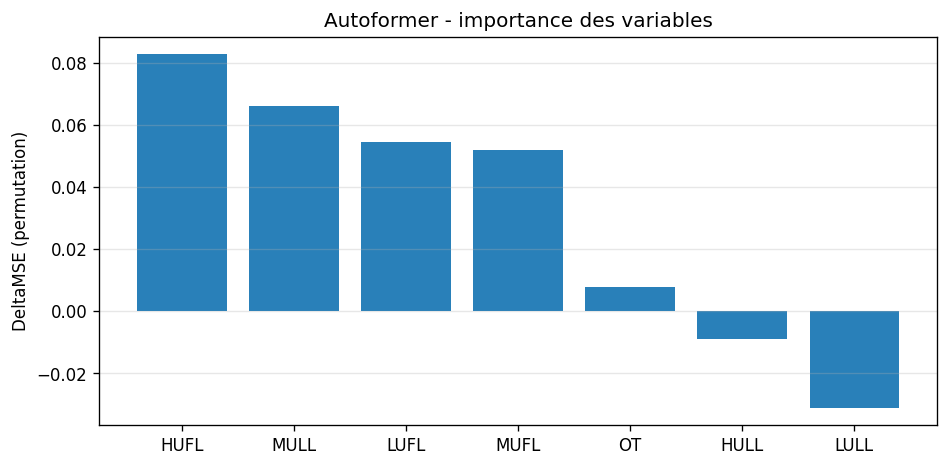 Autoformer - importance des variables
DeltaMSE (permutation)
0.08
0.06
0.04
0.02
0.00
−0.02
HUFL MULL LUFL MUFL OT HULL LULL